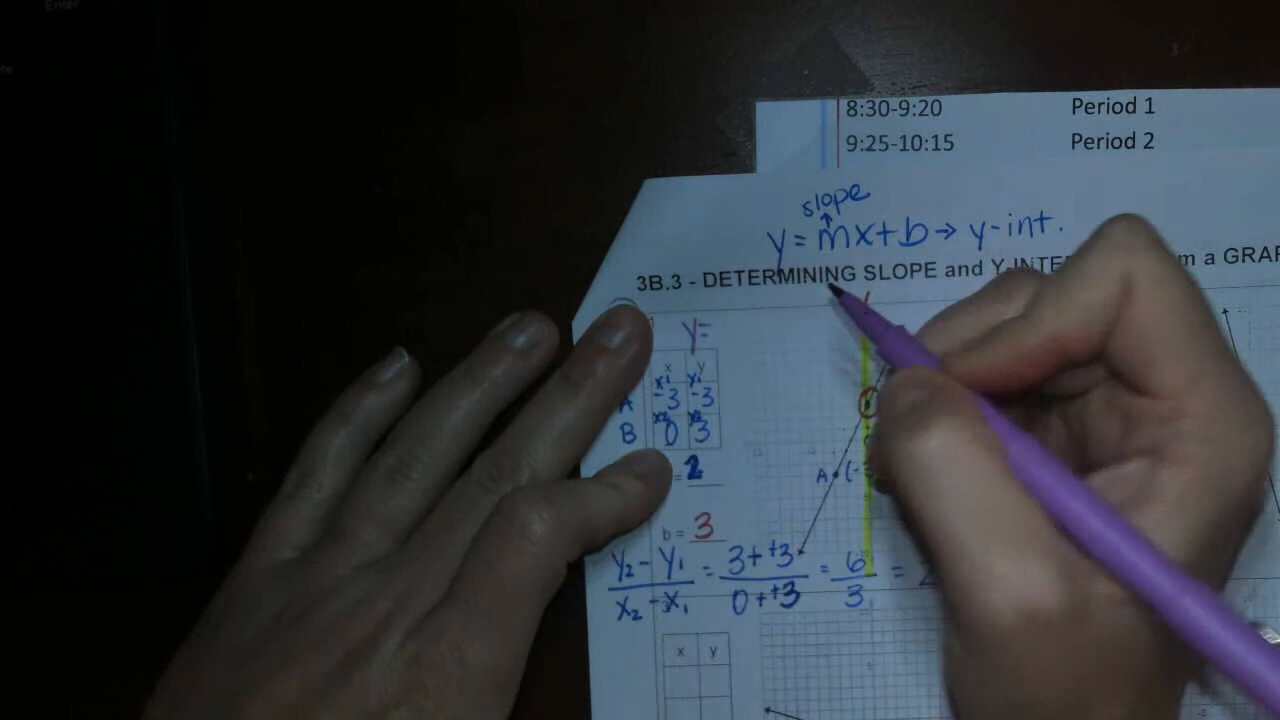 Enter
8:30-9:20 Period 1
9:25-10:15 Period 2
slope
y = mx + b → y-int.
3B.3 - DETERMINING SLOPE and m a
y =
x y
x1 y1
A -3 -3
x2 y2
B 0 3
= 2
A (-
b = 3
y2 - y1 / x2 - x1 = 3 + +3 / 0 + +3 = 6 / 3 =
x y